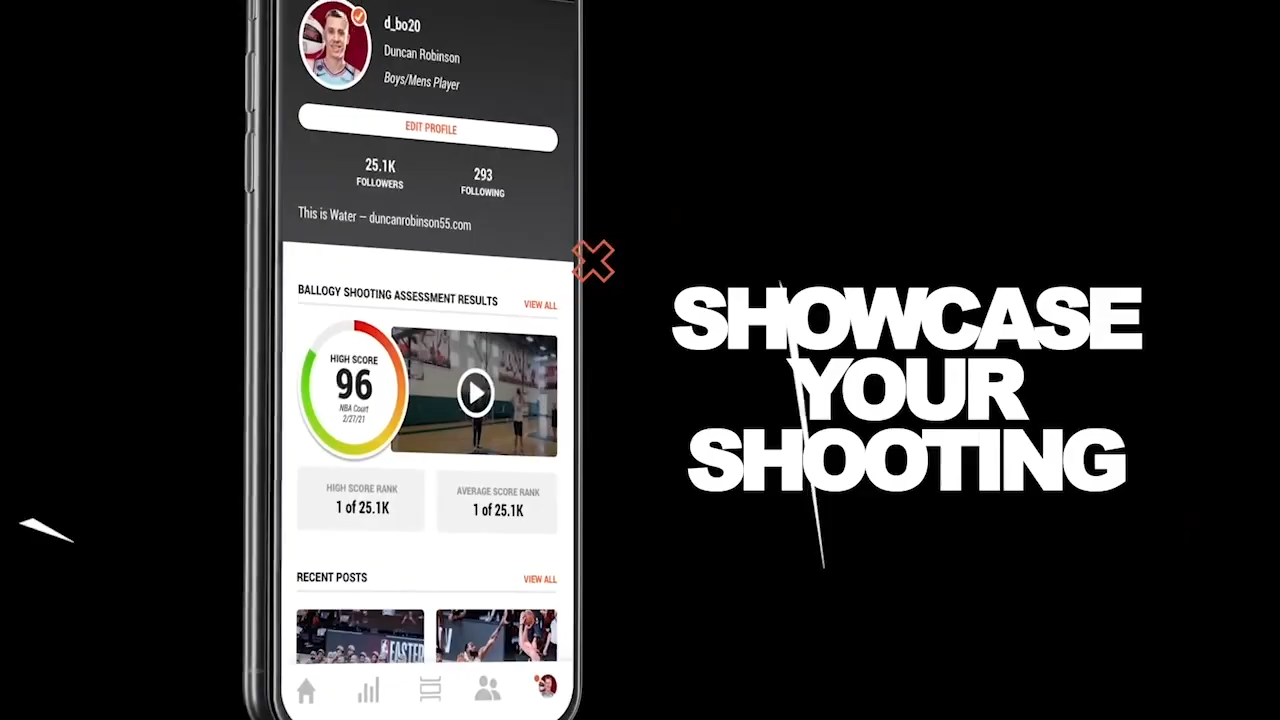 d_bo20
Duncan Robinson
Boys/Mens Player
EDIT PROFILE
25.1K
FOLLOWERS
293
FOLLOWING
This is Water – duncanrobinson55.com
BALLOGY SHOOTING ASSESSMENT RESULTS
VIEW ALL
HIGH SCORE
96
NBA Court
2/27/21
HIGH SCORE RANK
1 of 25.1K
AVERAGE SCORE RANK
1 of 25.1K
RECENT POSTS
VIEW ALL
EASTER
SHOWCASE
YOUR
SHOOTING